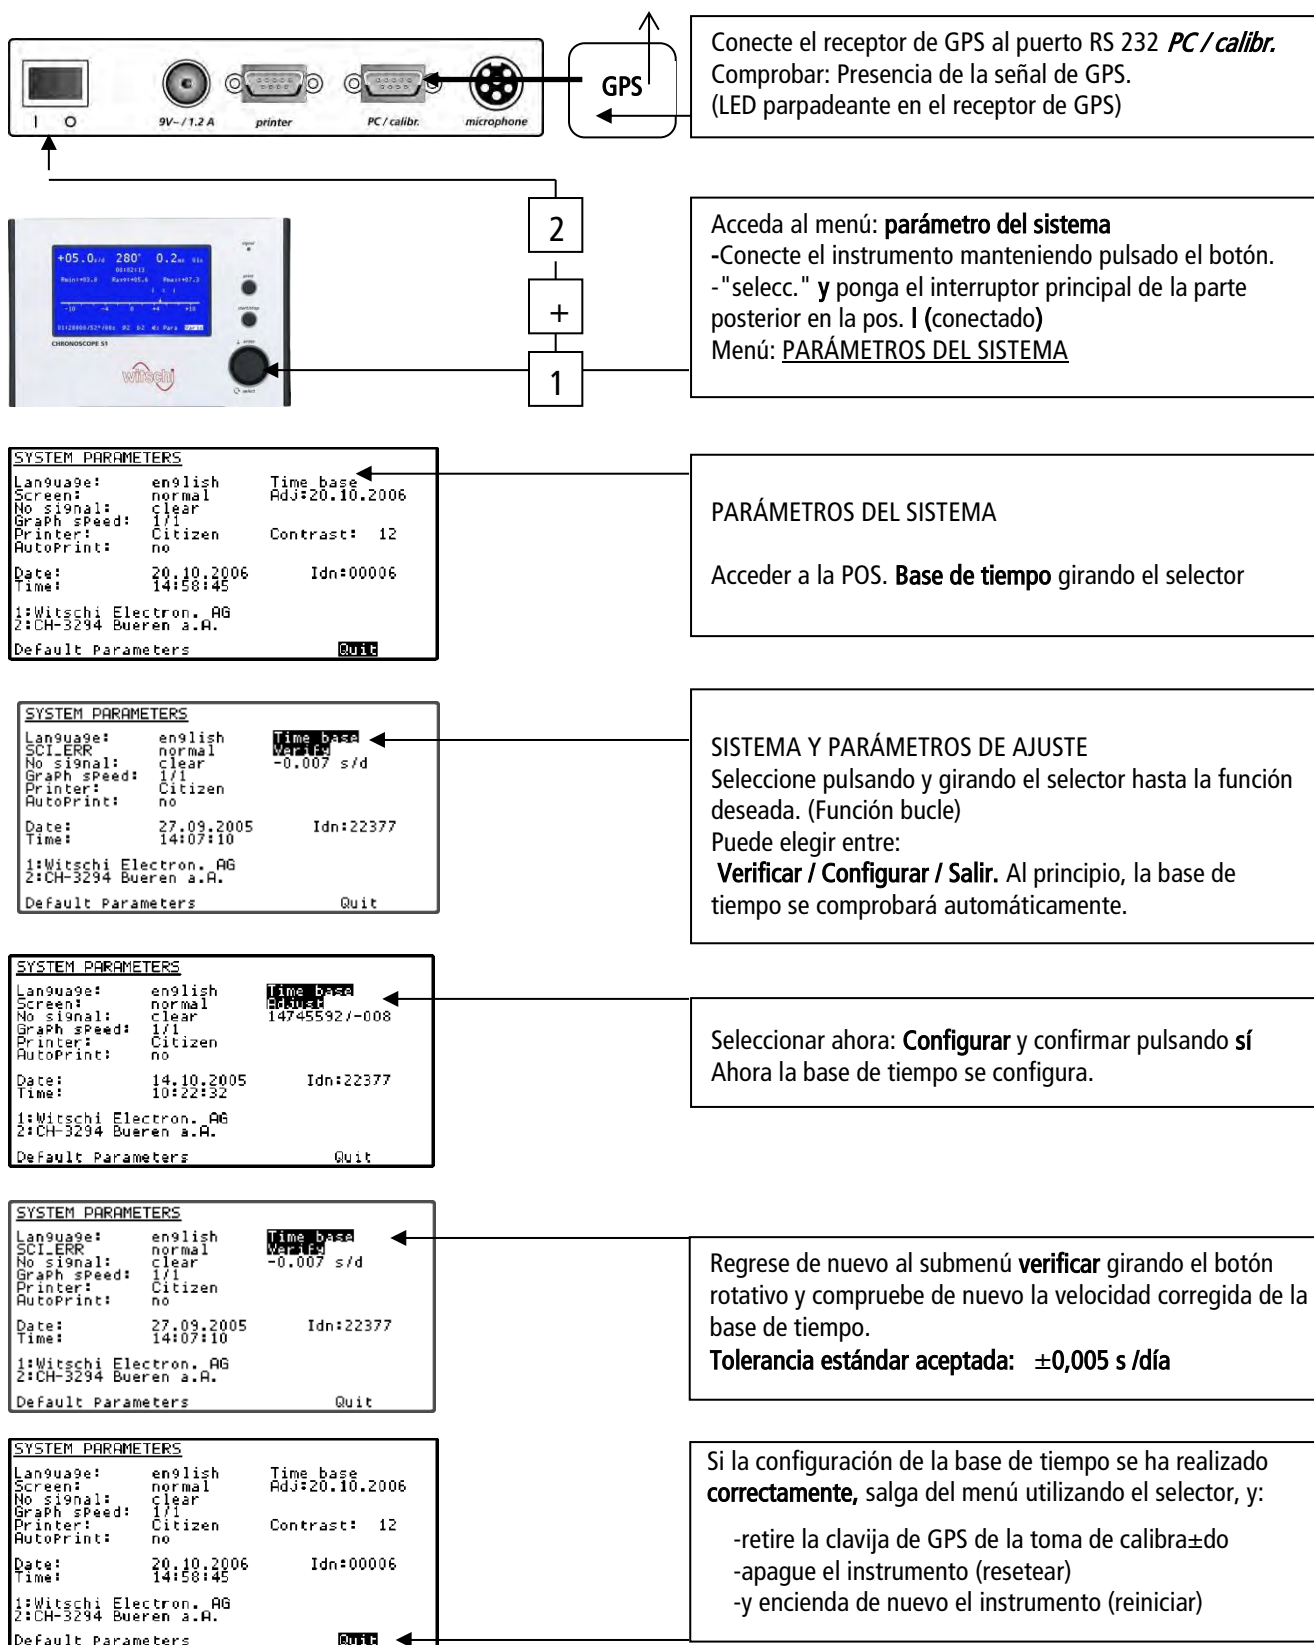 GPS
I O
9V~/1.2 A
printer
PC / calibr.
microphone
Conecte el receptor de GPS al puerto RS 232 PC / calibr.
Comprobar: Presencia de la señal de GPS.
(LED parpadeante en el receptor de GPS)
2
+
1
+05.0s/d 280° 0.2ms
00:02:13
-10 -4 0 +4 +10
CHRONOSCOPE S1
witschi
Acceda al menú: parámetro del sistema
-Conecte el instrumento manteniendo pulsado el botón.
-"selecc." y ponga el interruptor principal de la parte
posterior en la pos. I (conectado)
Menú: PARÁMETROS DEL SISTEMA
SYSTEM PARAMETERS
Language: english Time base
Screen: normal Adj:20.10.2006
No signal: clear
Graph speed: 1/1
Printer: Citizen Contrast: 12
AutoPrint: no
Date: 20.10.2006 Idn:00006
Time: 14:58:45
1:Witschi Electron. AG
2:CH-3294 Bueren a.A.
Default Parameters Quit
PARÁMETROS DEL SISTEMA
Acceder a la POS. Base de tiempo girando el selector
SYSTEM PARAMETERS
Language: english Time base
SCI_ERR normal Verify
No signal: clear -0.007 s/d
Graph speed: 1/1
Printer: Citizen
AutoPrint: no
Date: 27.09.2005 Idn:22377
Time: 14:07:10
1:Witschi Electron. AG
2:CH-3294 Bueren a.A.
Default Parameters Quit
SISTEMA Y PARÁMETROS DE AJUSTE
Seleccione pulsando y girando el selector hasta la función
deseada. (Función bucle)
Puede elegir entre:
Verificar / Configurar / Salir. Al principio, la base de
tiempo se comprobará automáticamente.
SYSTEM PARAMETERS
Language: english Time base
Screen: normal Adjust
No signal: clear 14745592/-008
Graph speed: 1/1
Printer: Citizen
AutoPrint: no
Date: 14.10.2005 Idn:22377
Time: 10:22:32
1:Witschi Electron. AG
2:CH-3294 Bueren a.A.
Default Parameters Quit
Seleccionar ahora: Configurar y confirmar pulsando sí
Ahora la base de tiempo se configura.
SYSTEM PARAMETERS
Language: english Time base
SCI_ERR normal Verify
No signal: clear -0.007 s/d
Graph speed: 1/1
Printer: Citizen
AutoPrint: no
Date: 27.09.2005 Idn:22377
Time: 14:07:10
1:Witschi Electron. AG
2:CH-3294 Bueren a.A.
Default Parameters Quit
Regrese de nuevo al submenú verificar girando el botón
rotativo y compruebe de nuevo la velocidad corregida de la
base de tiempo.
Tolerancia estándar aceptada: ±0,005 s /día
SYSTEM PARAMETERS
Language: english Time base
Screen: normal Adj:20.10.2006
No signal: clear
Graph speed: 1/1
Printer: Citizen Contrast: 12
AutoPrint: no
Date: 20.10.2006 Idn:00006
Time: 14:58:45
1:Witschi Electron. AG
2:CH-3294 Bueren a.A.
Default Parameters Quit
Si la configuración de la base de tiempo se ha realizado
correctamente, salga del menú utilizando el selector, y:
-retire la clavija de GPS de la toma de calibra±do
-apague el instrumento (resetear)
-y encienda de nuevo el instrumento (reiniciar)